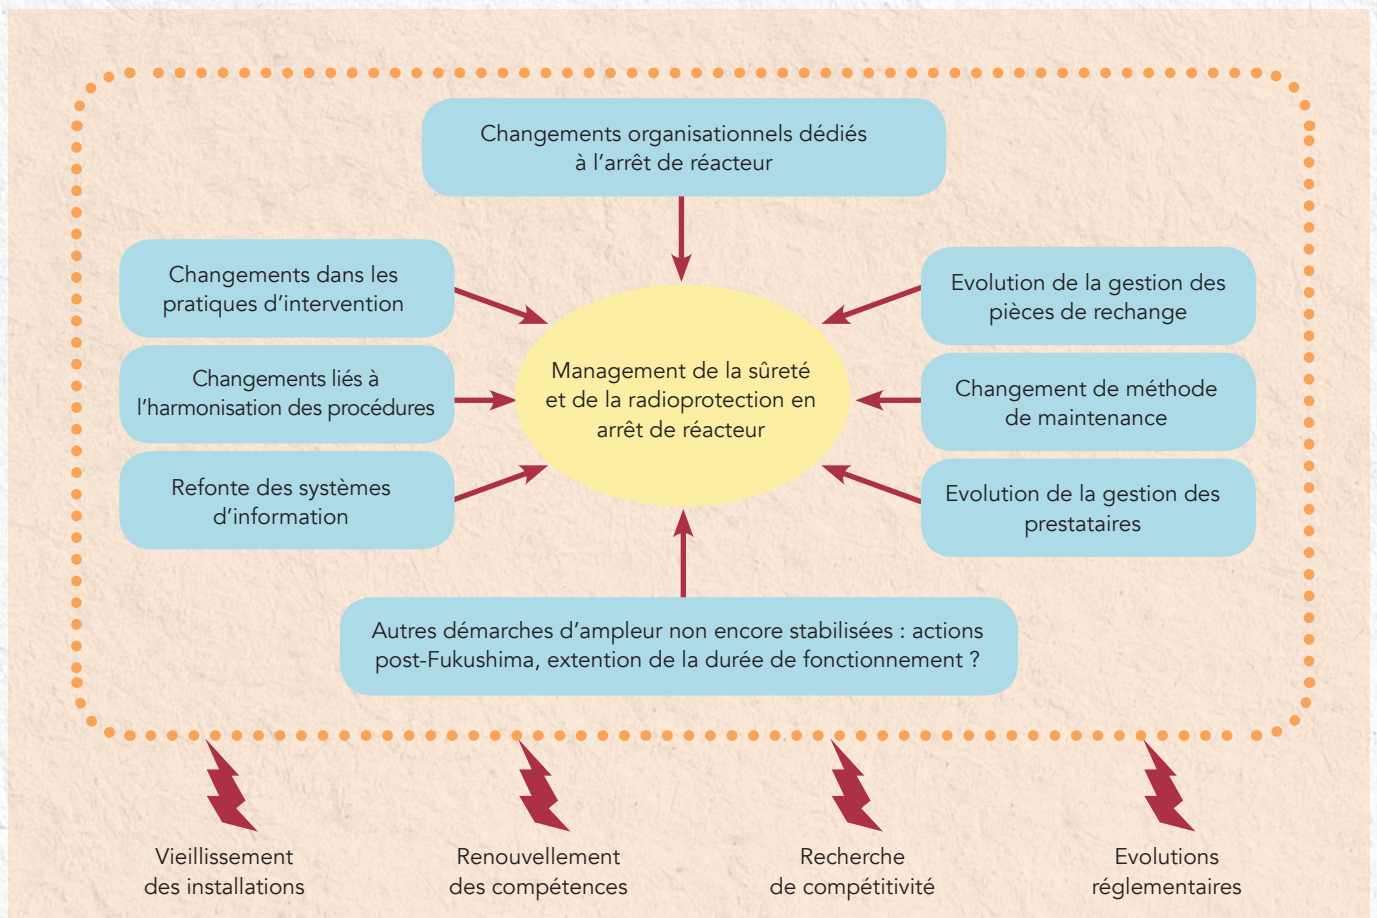 Changements organisationnels dédiés
à l'arrêt de réacteur
Changements dans les
pratiques d'intervention
Changements liés à
l'harmonisation des procédures
Refonte des systèmes
d'information
Management de la sûreté
et de la radioprotection en
arrêt de réacteur
Evolution de la gestion des
pièces de rechange
Changement de méthode
de maintenance
Evolution de la gestion des
prestataires
Autres démarches d'ampleur non encore stabilisées : actions
post-Fukushima, extention de la durée de fonctionnement ?
Vieillissement
des installations
Renouvellement
des compétences
Recherche
de compétitivité
Evolutions
réglementaires